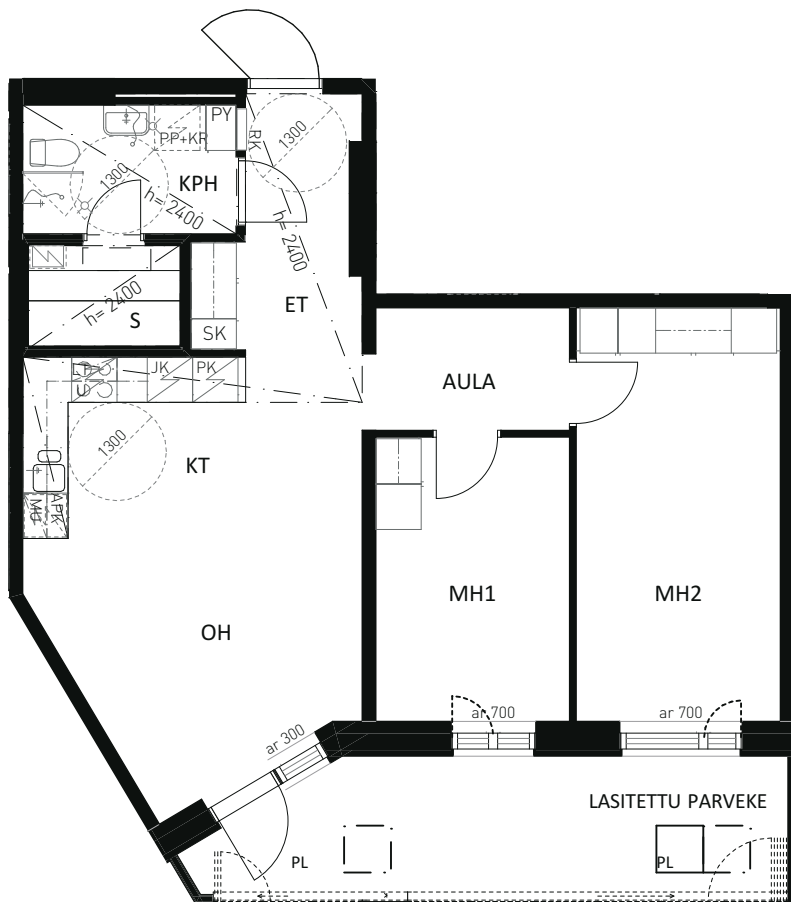 PY
PP+KR
RK
1300
1300
KPH
h= 2400
h= 2400
h= 2400
S
ET
SK
JK
PK
AULA
1300
KT
APK
MU
MH1
MH2
OH
ar 700
ar 700
ar 300
LASITETTU PARVEKE
PL
PL